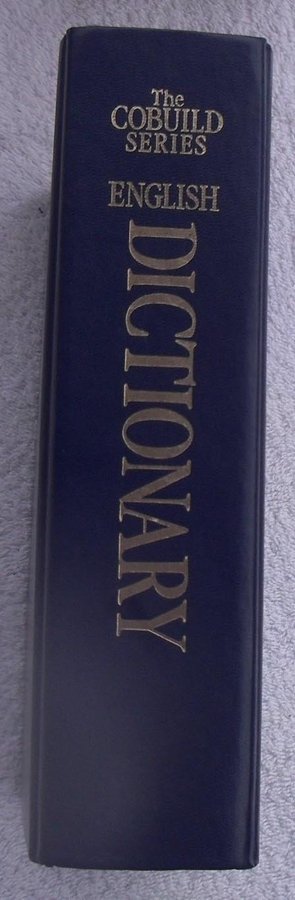 The
COBUILD
SERIES
ENGLISH
DICTIONARY